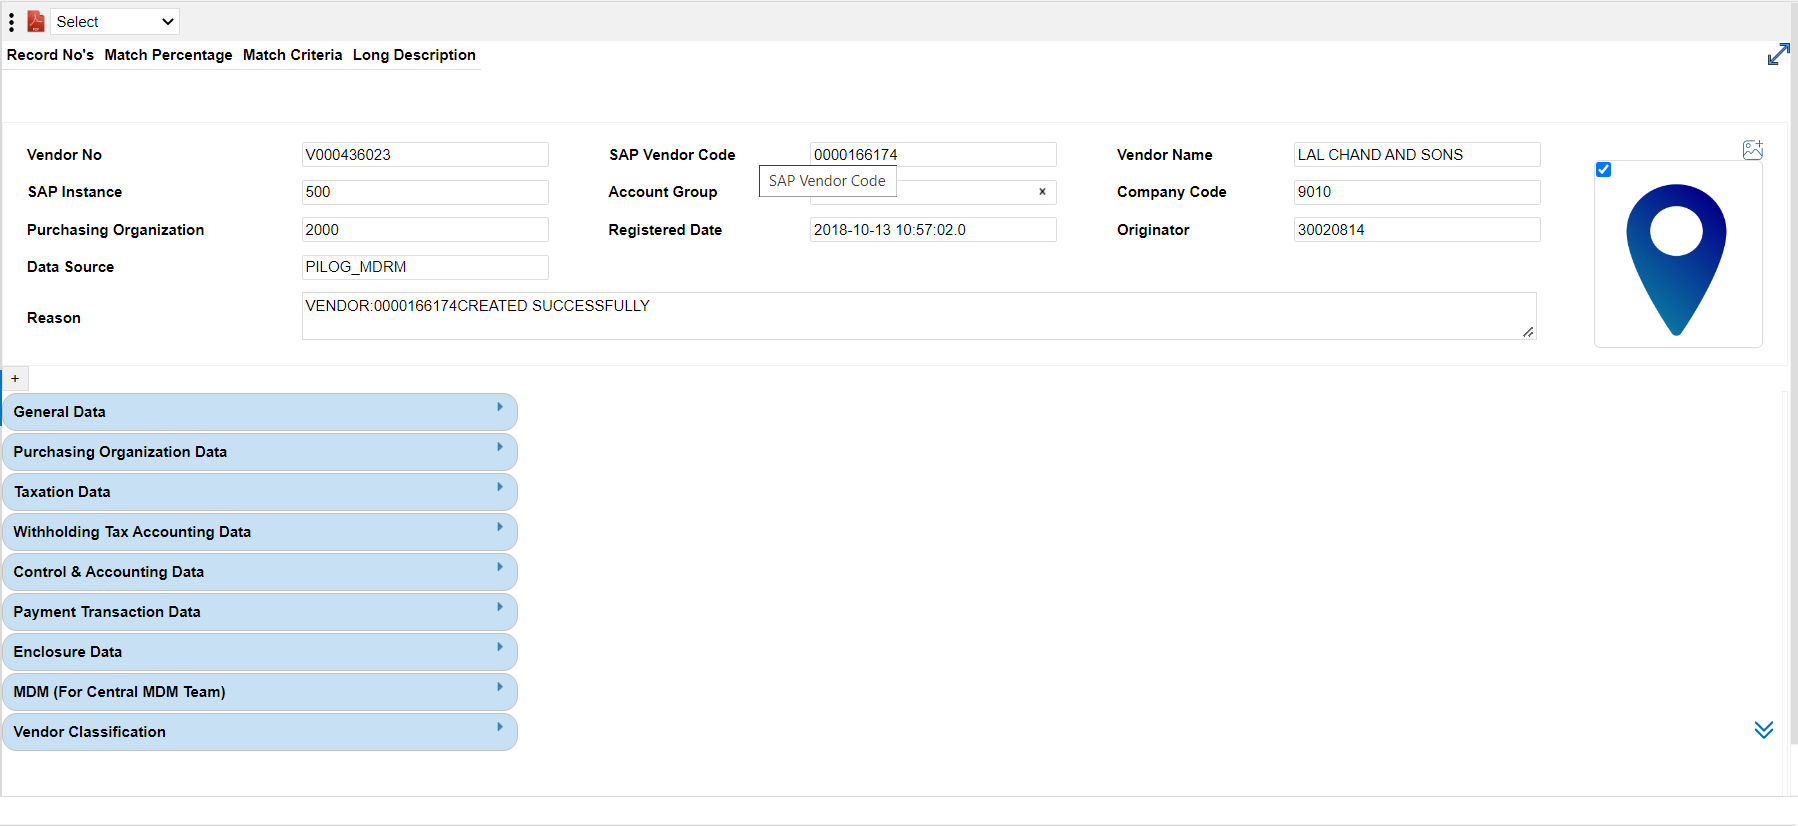 Select
Record No's Match Percentage Match Criteria Long Description
Vendor No V000436023 SAP Vendor Code 0000166174 Vendor Name LAL CHAND AND SONS
SAP Vendor Code
SAP Instance 500 Account Group × Company Code 9010
Purchasing Organization 2000 Registered Date 2018-10-13 10:57:02.0 Originator 30020814
Data Source PILOG_MDRM
Reason VENDOR:0000166174CREATED SUCCESSFULLY
+
General Data
Purchasing Organization Data
Taxation Data
Withholding Tax Accounting Data
Control & Accounting Data
Payment Transaction Data
Enclosure Data
MDM (For Central MDM Team)
Vendor Classification